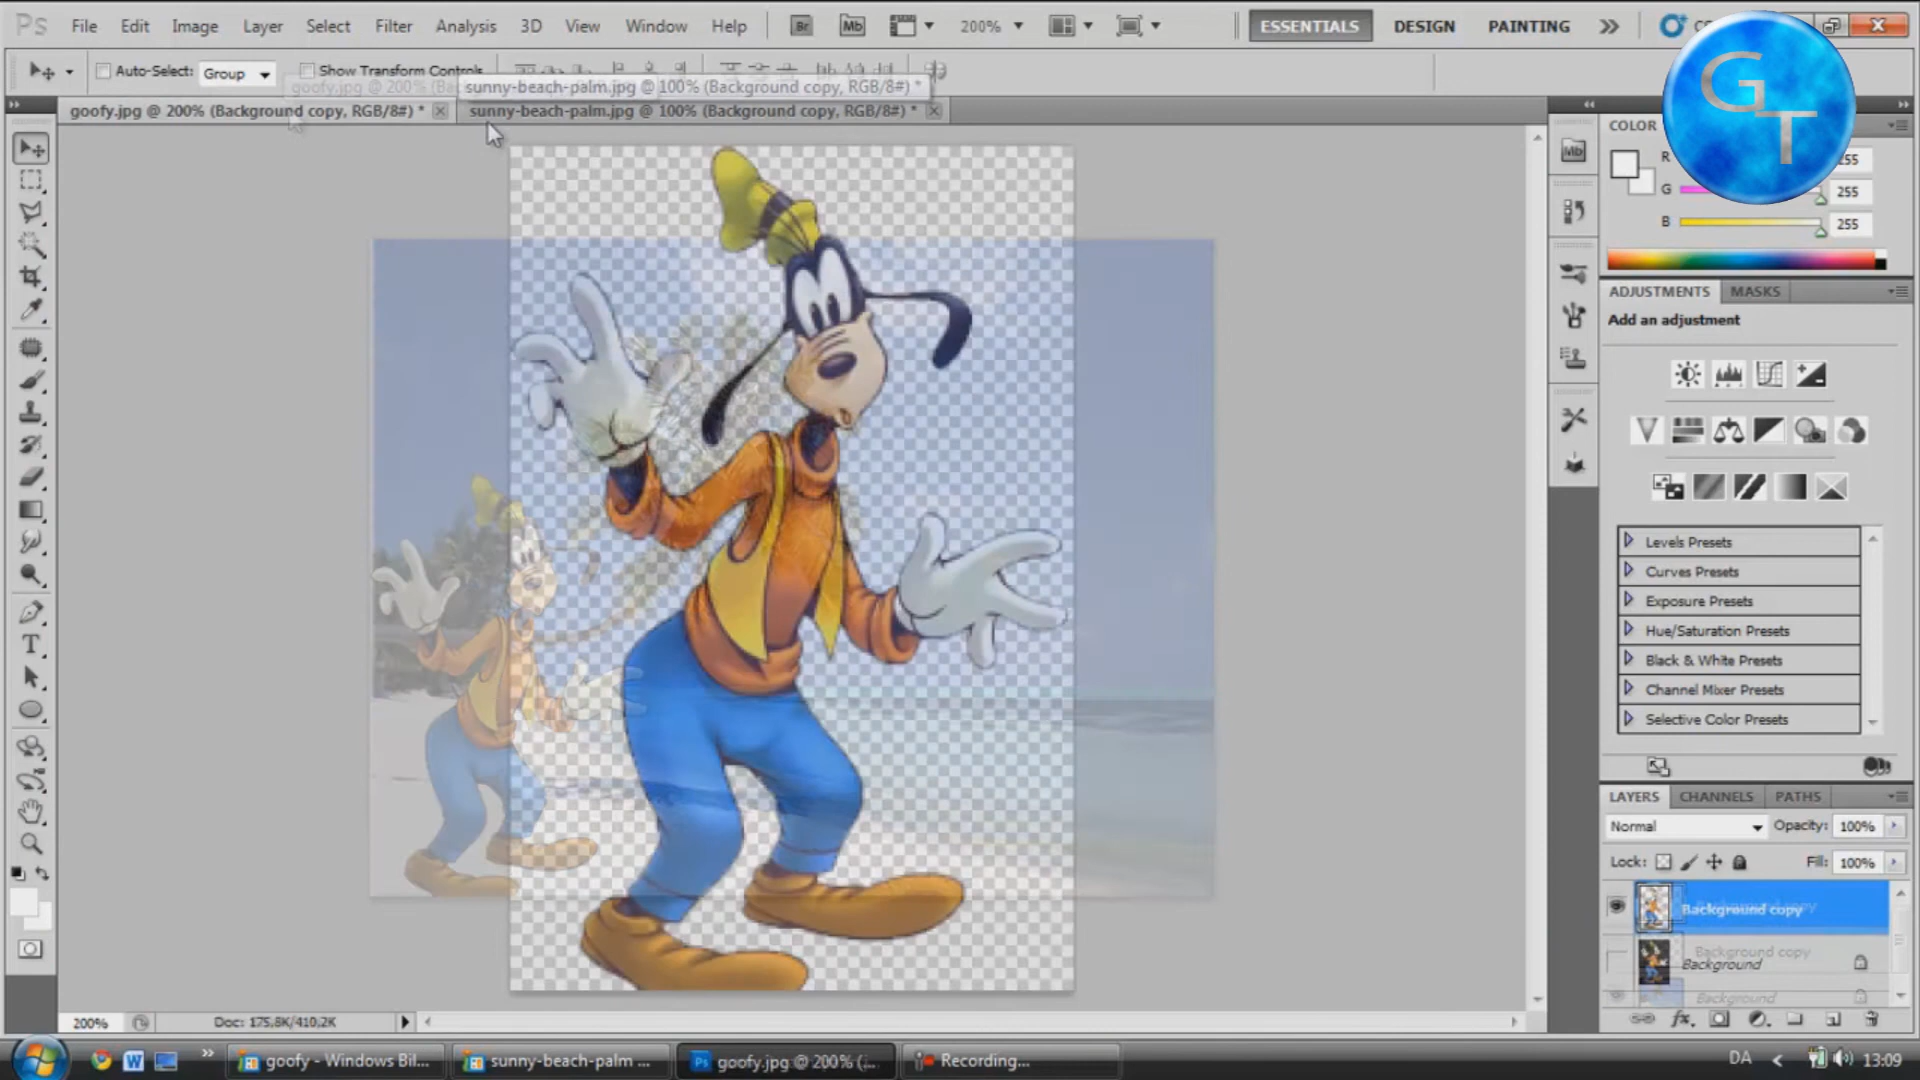 Ps File Edit Image Layer Select Filter Analysis 3D View Window Help Br Mb 200% ESSENTIALS DESIGN PAINTING
GT
Auto-Select: Group Show Transform Controls
goofy.jpg @ 200% (Ba
sunny-beach-palm.jpg @ 100% (Background copy, RGB/8#) *
goofy.jpg @ 200% (Background copy, RGB/8#) *
sunny-beach-palm.jpg @ 100% (Background copy, RGB/8#) *
COLOR
Mb
R 255
G 255
B 255
ADJUSTMENTS MASKS
Add an adjustment
Levels Presets
Curves Presets
Exposure Presets
Hue/Saturation Presets
Black & White Presets
Channel Mixer Presets
Selective Color Presets
LAYERS CHANNELS PATHS
Normal Opacity: 100%
Lock: Fill: 100%
Background copy
Background copy
Background
Background
200% Doc: 175,8K/410,2K
goofy - Windows Bil...
sunny-beach-palm ...
Ps goofy.jpg @ 200% (...
Recording...
DA 13:09